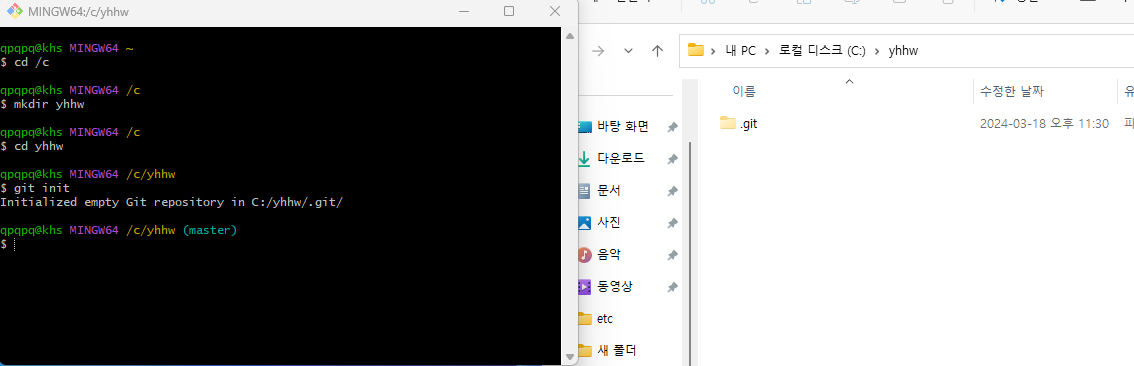 MINGW64:/c/yhhw
qpqpq@khs MINGW64 ~
$ cd /c
qpqpq@khs MINGW64 /c
$ mkdir yhhw
qpqpq@khs MINGW64 /c
$ cd yhhw
qpqpq@khs MINGW64 /c/yhhw
$ git init
Initialized empty Git repository in C:/yhhw/.git/
qpqpq@khs MINGW64 /c/yhhw (master)
$
내 PC > 로컬 디스크 (C:) > yhhw
이름 수정한 날짜
.git 2024-03-18 오후 11:30
바탕 화면
다운로드
문서
사진
음악
동영상
etc
새 폴더